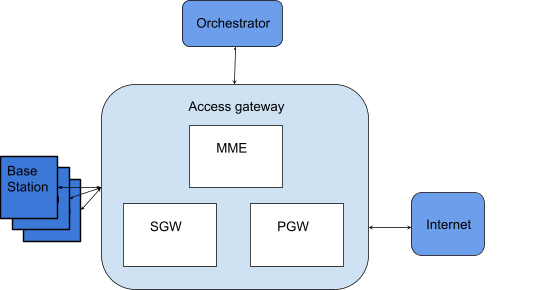 Orchestrator
Access gateway
MME
Base
Station
SGW
PGW
Internet